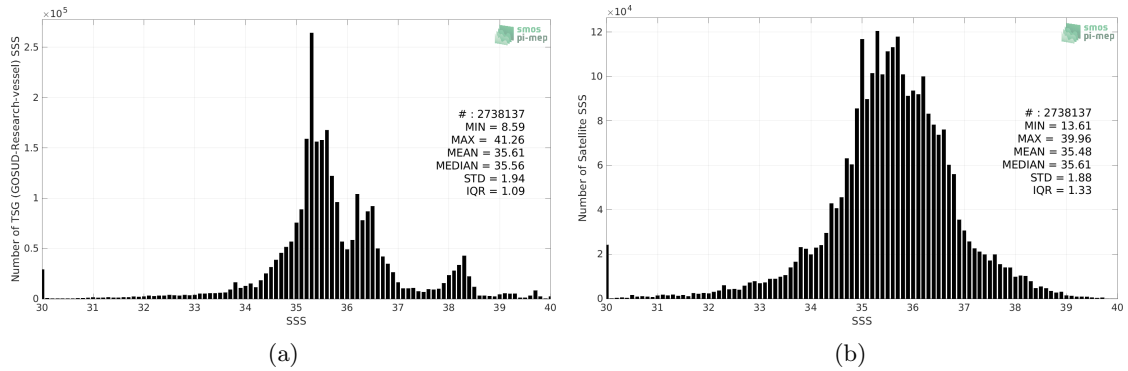 ×10⁵
smos
pi-mep
2.5
2
1.5
1
0.5
0
Number of TSG (GOSUD-Research-vessel) SSS
# : 2738137
MIN = 8.59
MAX = 41.26
MEAN = 35.61
MEDIAN = 35.56
STD = 1.94
IQR = 1.09
30 31 32 33 34 35 36 37 38 39 40
SSS
(a)
×10⁴
smos
pi-mep
12
10
8
6
4
2
0
Number of Satellite SSS
# : 2738137
MIN = 13.61
MAX = 39.96
MEAN = 35.48
MEDIAN = 35.61
STD = 1.88
IQR = 1.33
30 31 32 33 34 35 36 37 38 39 40
SSS
(b)